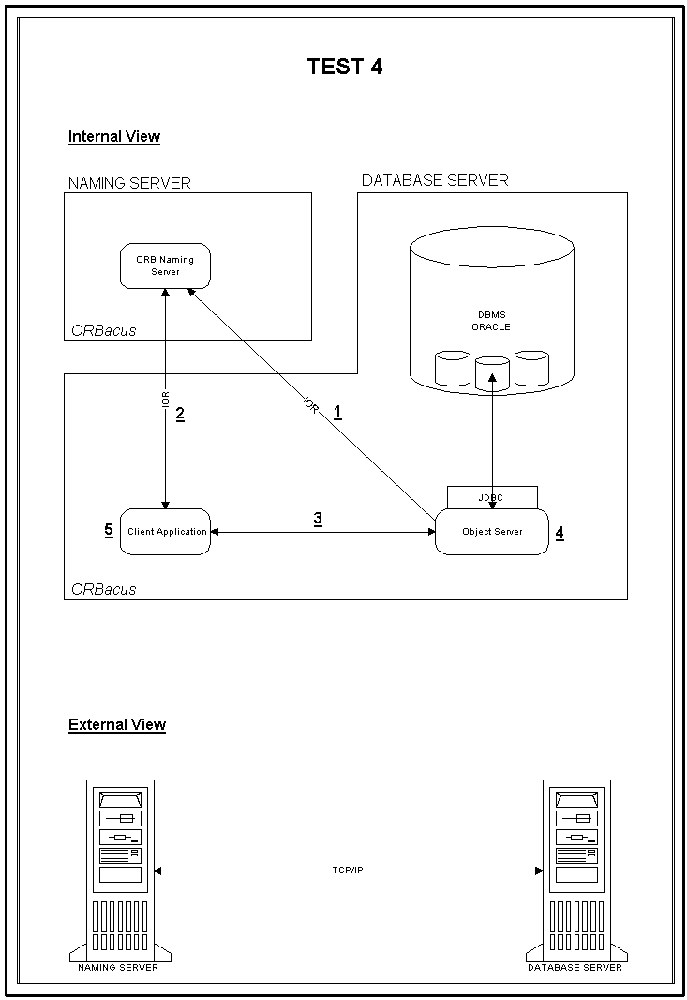 TEST 4
Internal View
NAMING SERVER
DATABASE SERVER
ORB Naming
Server
DBMS
ORACLE
ORBacus
IOR
2
IOR
1
JDBC
5
Client Application
3
Object Server
4
ORBacus
External View
TCP/IP
NAMING SERVER
DATABASE SERVER